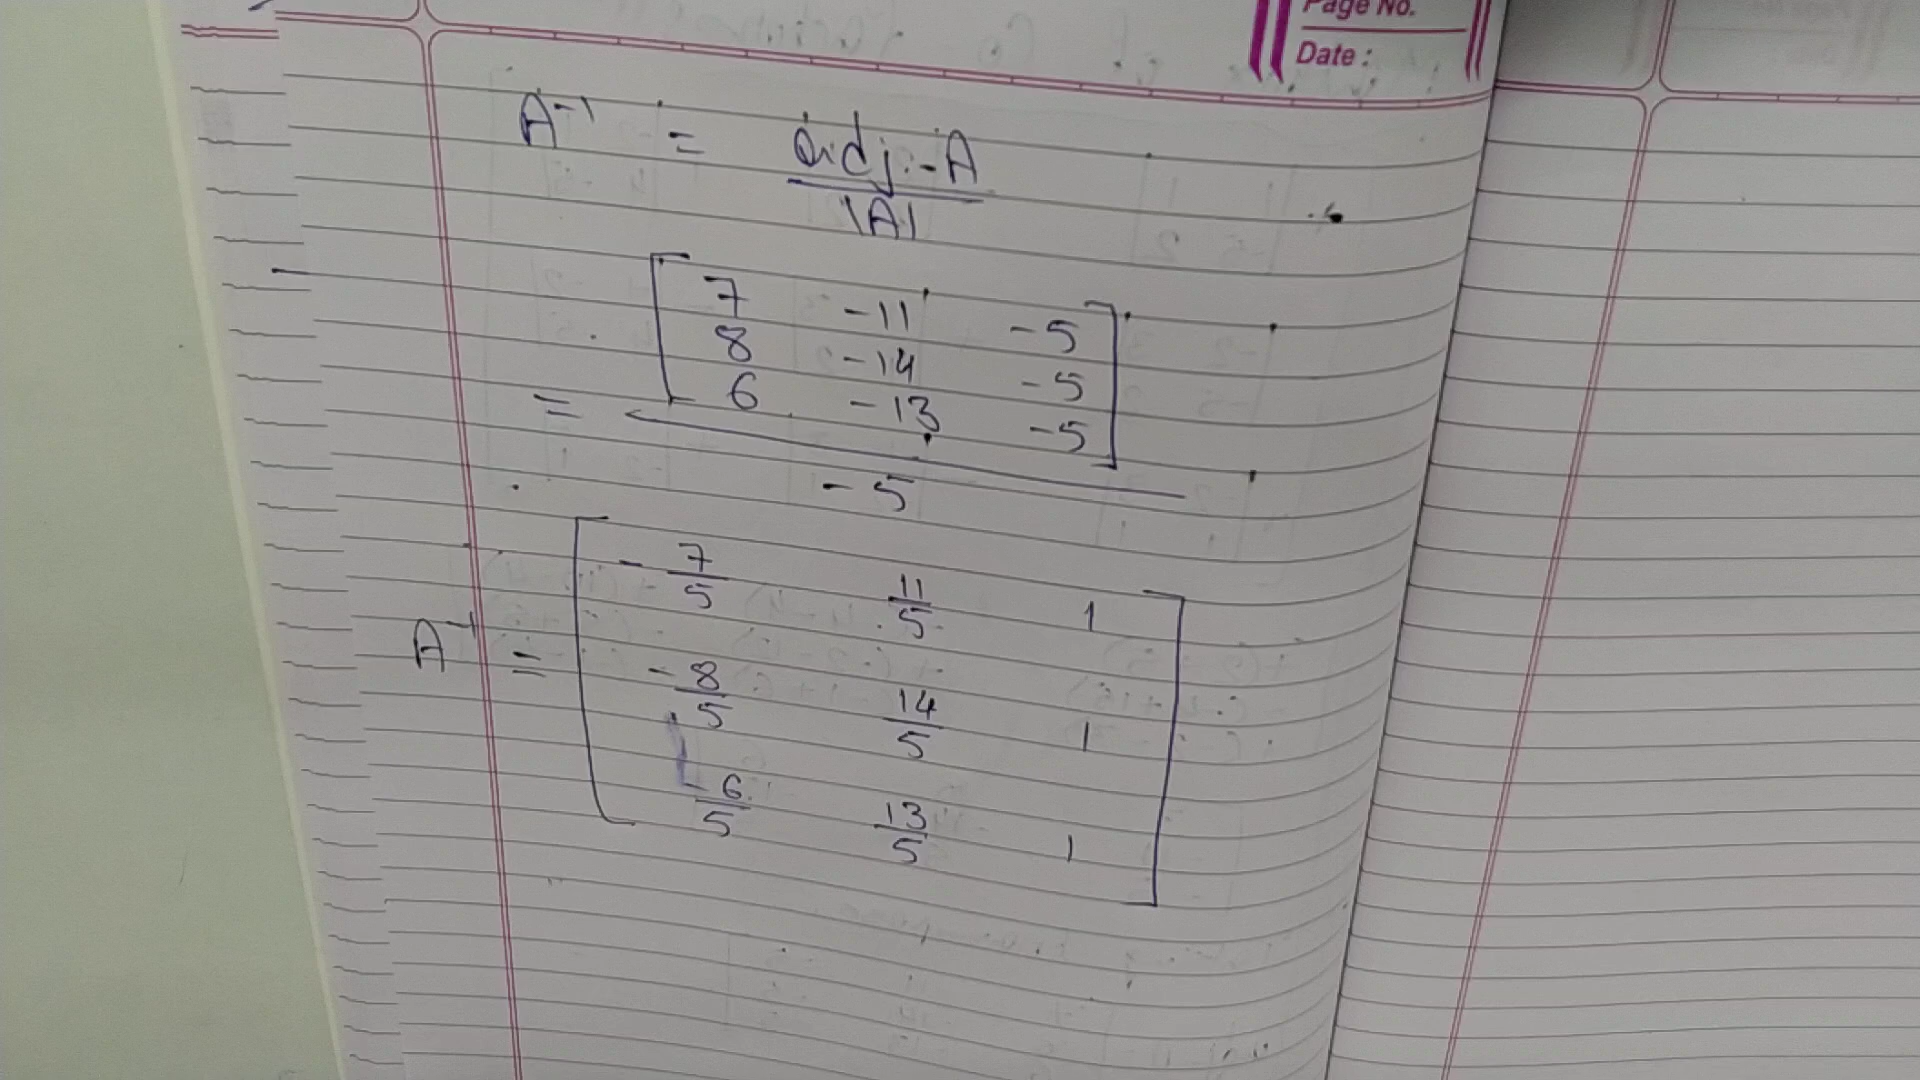 Page No.
Date :
A⁻¹ = adj.-A
|A|
7 -11 -5
8 -14 -5
= 6 -13 -5
-5
-7/5 11/5 1
A⁻¹ = -8/5 14/5 1
-6/5 13/5 1